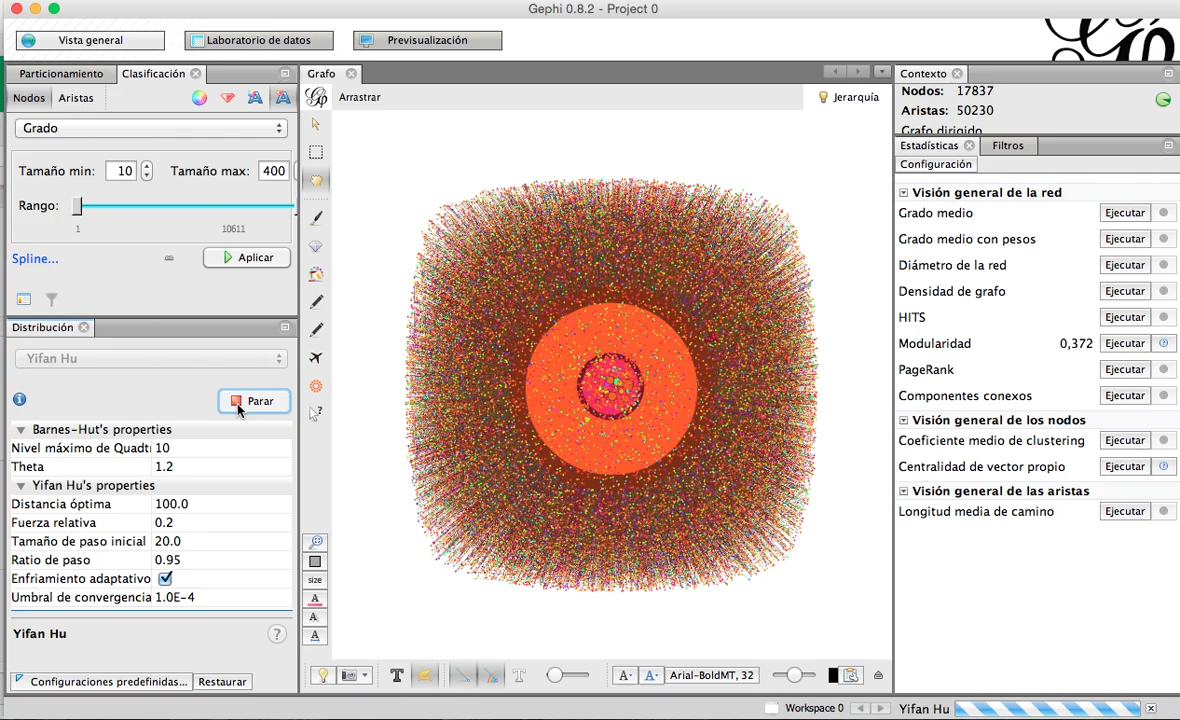 Gephi 0.8.2 - Project 0
Vista general
Laboratorio de datos
Previsualización
Particionamiento
Clasificación
Nodos
Aristas
Grado
Tamaño min: 10
Tamaño max: 400
Rango:
1
10611
Spline...
Aplicar
Distribución
Yifan Hu
Parar
Barnes-Hut's properties
Nivel máximo de Quadtr 10
Theta 1.2
Yifan Hu's properties
Distancia óptima 100.0
Fuerza relativa 0.2
Tamaño de paso inicial 20.0
Ratio de paso 0.95
Enfriamiento adaptativo
Umbral de convergencia 1.0E-4
Yifan Hu
?
Configuraciones predefinidas...
Restaurar
Grafo
Arrastrar
Jerarquía
size
A
A
A
T
T
A
A
Arial-BoldMT, 32
Contexto
Nodos: 17837
Aristas: 50230
Grafo dirigido
Estadísticas
Filtros
Configuración
Visión general de la red
Grado medio Ejecutar
Grado medio con pesos Ejecutar
Diámetro de la red Ejecutar
Densidad de grafo Ejecutar
HITS Ejecutar
Modularidad 0,372 Ejecutar ?
PageRank Ejecutar
Componentes conexos Ejecutar
Visión general de los nodos
Coeficiente medio de clustering Ejecutar
Centralidad de vector propio Ejecutar ?
Visión general de las aristas
Longitud media de camino Ejecutar
Workspace 0
Yifan Hu